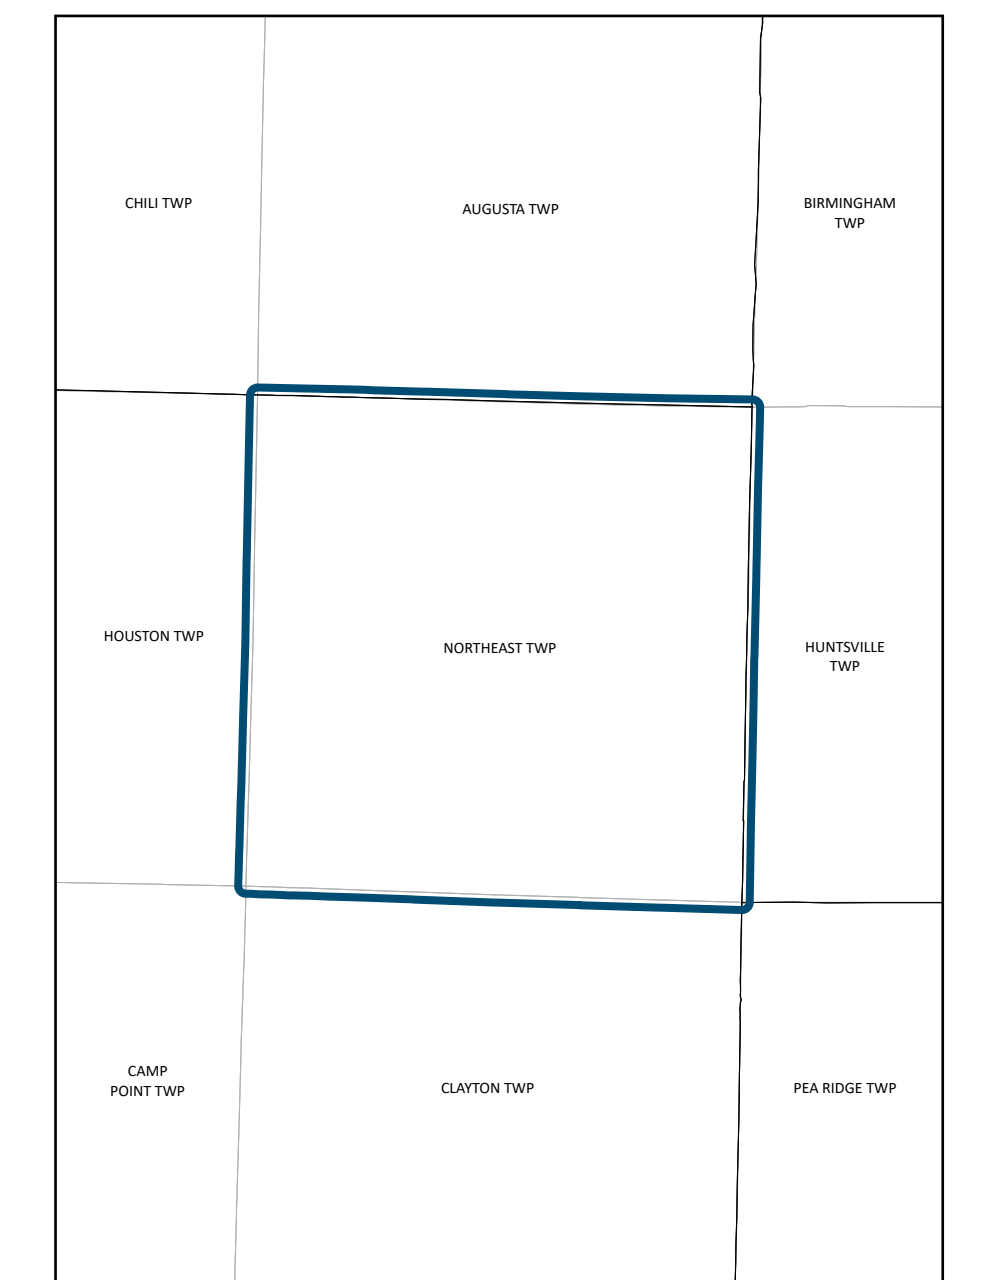 CHILI TWP
AUGUSTA TWP
BIRMINGHAM
TWP
HOUSTON TWP
NORTHEAST TWP
HUNTSVILLE
TWP
CAMP
POINT TWP
CLAYTON TWP
PEA RIDGE TWP